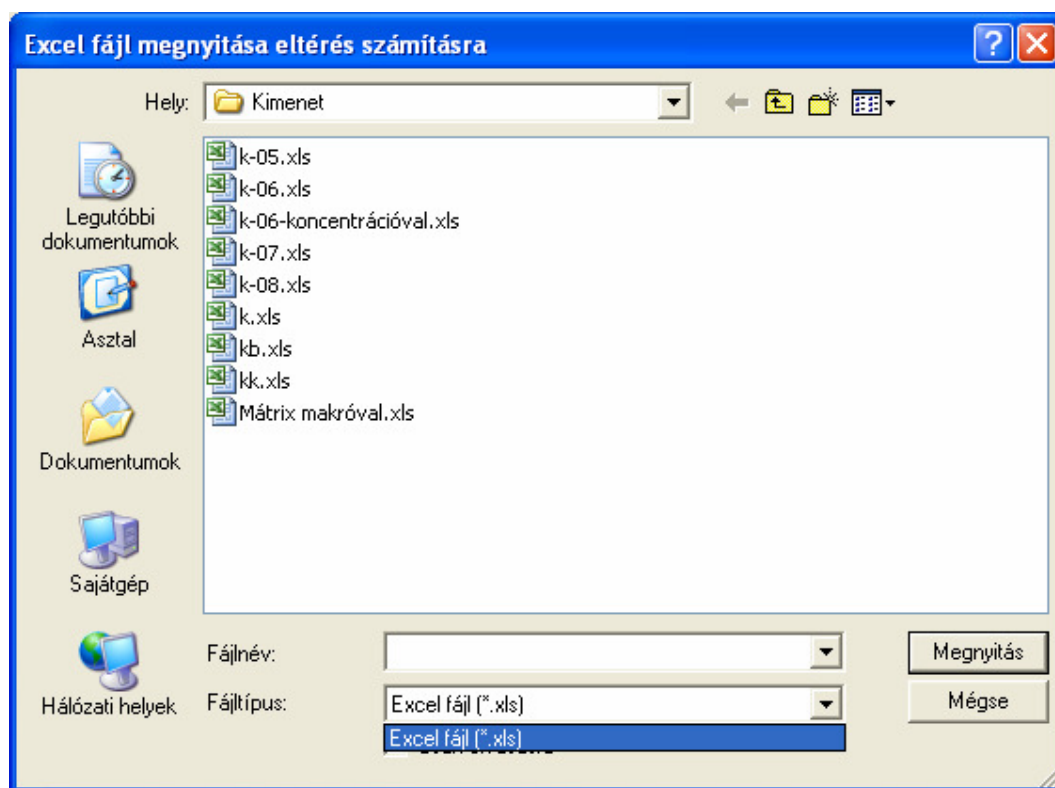 Excel fájl megnyitása eltérés számításra
Hely:
Kimenet
Legutóbbi
dokumentumok
Asztal
Dokumentumok
Sajátgép
Hálózati helyek
k-05.xls
k-06.xls
k-06-koncentrációval.xls
k-07.xls
k-08.xls
k.xls
kb.xls
kk.xls
Mátrix makróval.xls
Fájlnév:
Megnyitás
Fájltípus:
Excel fájl (*.xls)
Mégse
Excel fájl (*.xls)